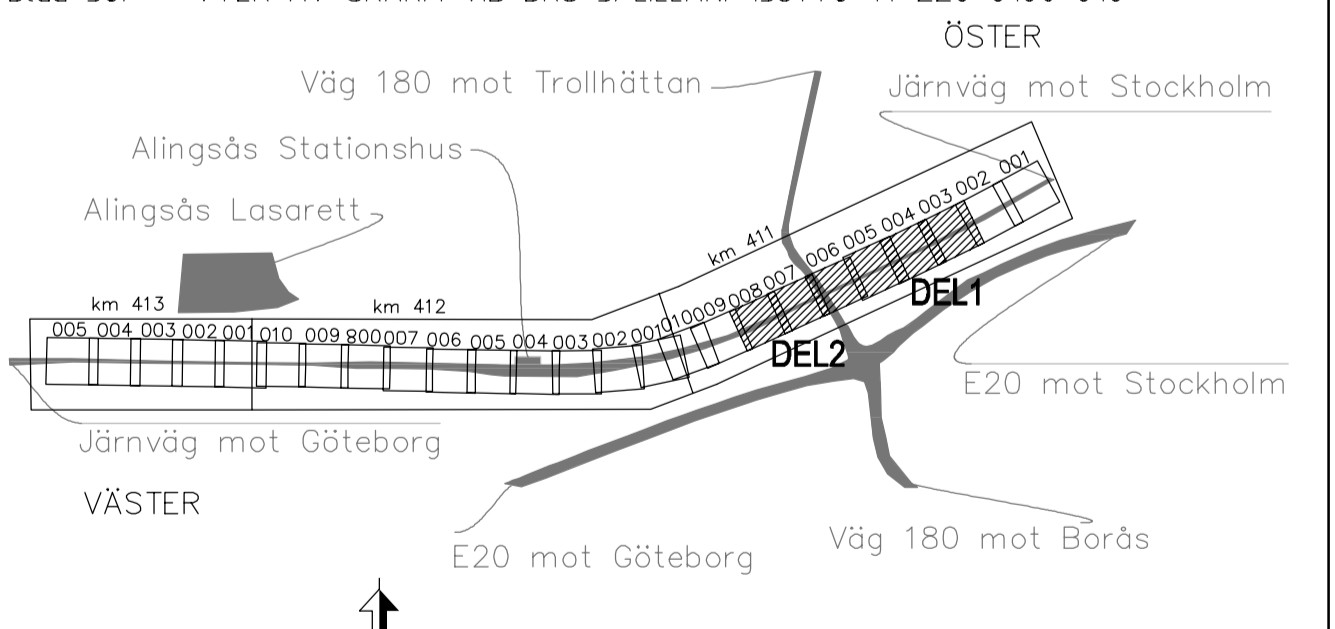 ÖSTER
Väg 180 mot Trollhättan
Järnväg mot Stockholm
Alingsås Stationshus
Alingsås Lasarett
km 411
001
002
003
004
005
006
007
008
009
010
DEL1
DEL2
km 413
km 412
005 004 003 002 001 010 009 800 007 006 005 004 003 002 001
E20 mot Stockholm
Järnväg mot Göteborg
VÄSTER
E20 mot Göteborg
Väg 180 mot Borås